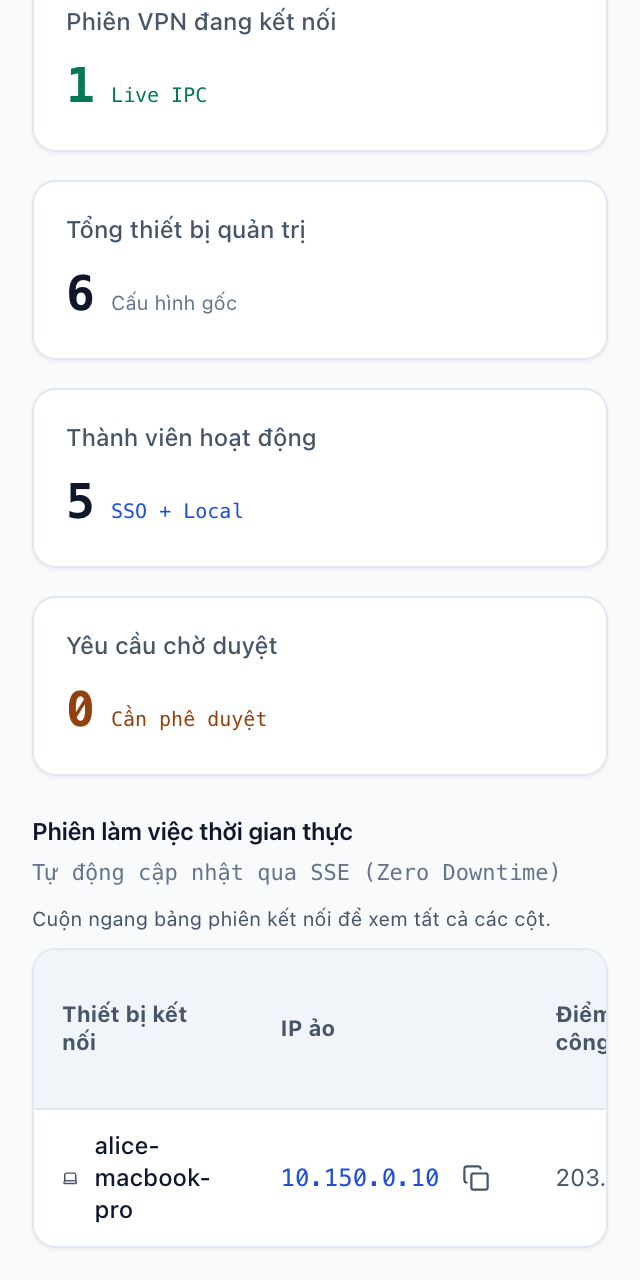 Phiên VPN đang kết nối
1 Live IPC
Tổng thiết bị quản trị
6 Cấu hình gốc
Thành viên hoạt động
5 SSO + Local
Yêu cầu chờ duyệt
0 Cần phê duyệt
Phiên làm việc thời gian thực
Tự động cập nhật qua SSE (Zero Downtime)
Cuộn ngang bảng phiên kết nối để xem tất cả các cột.
Thiết bị kết
nối
IP ảo
Điểm
công
alice-
macbook-
pro
10.150.0.10
203.